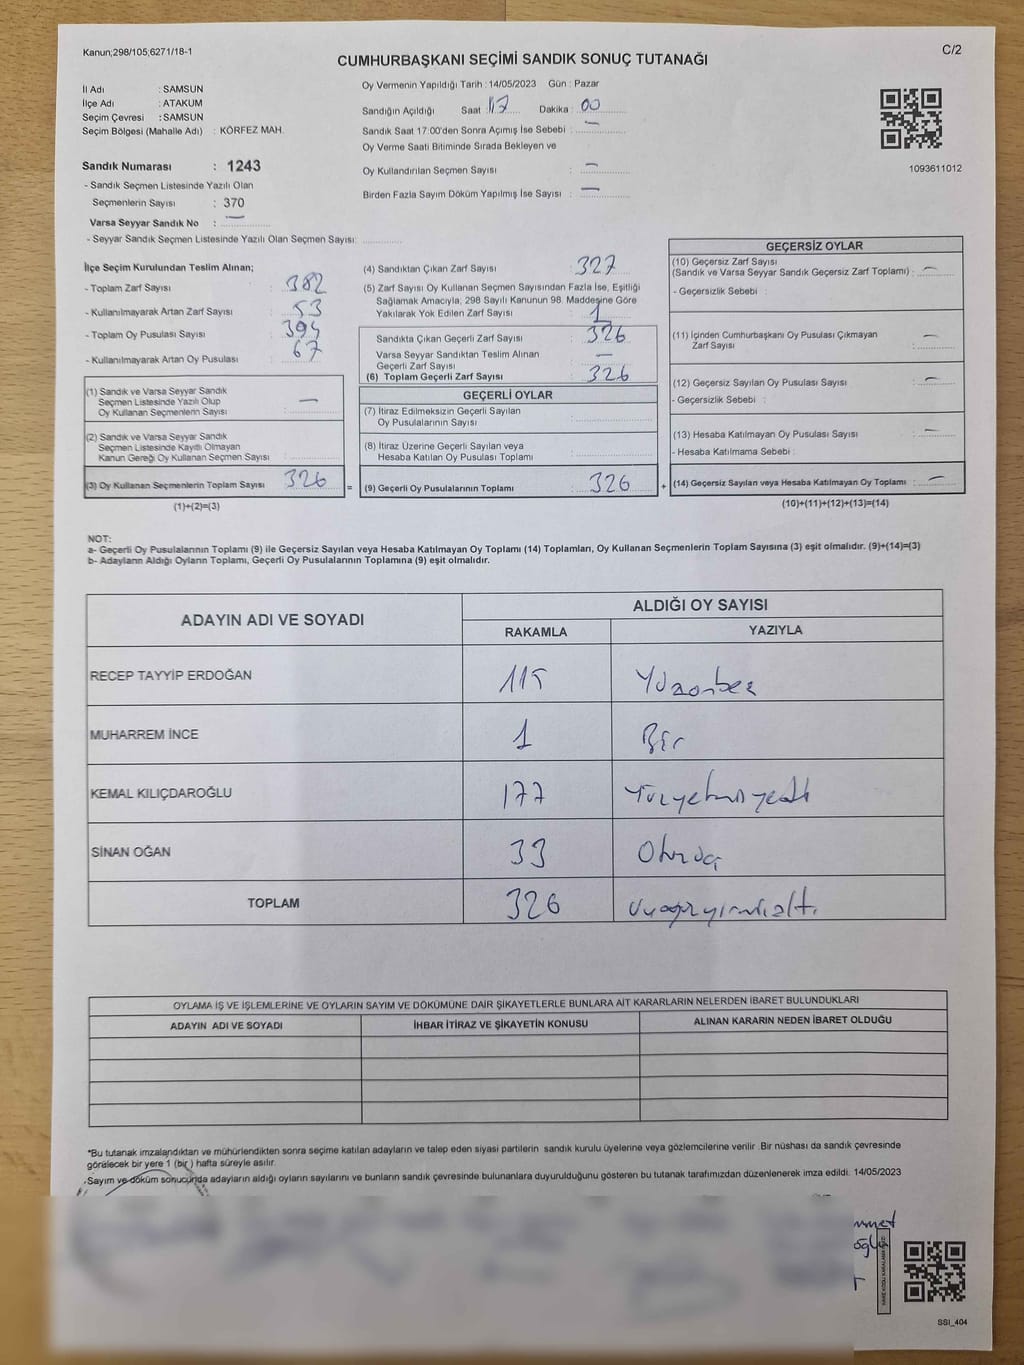 Kanun;298/105,6271/18-1
C/2
CUMHURBAŞKANI SEÇİMİ SANDIK SONUÇ TUTANAĞI
İl Adı : SAMSUN
İlçe Adı : ATAKUM
Seçim Çevresi : SAMSUN
Seçim Bölgesi (Mahalle Adı) : KÖRFEZ MAH.
Oy Vermenin Yapıldığı Tarih : 14/05/2023 Gün : Pazar
Sandığın Açıldığı Saat : 17 Dakika : 00
Sandık Saat 17:00'den Sonra Açımış İse Sebebi : —
Oy Verme Saati Bitiminde Sırada Bekleyen ve
Oy Kullandırılan Seçmen Sayısı : —
Birden Fazla Sayım Döküm Yapılmış İse Sayısı : —
1093611012
Sandık Numarası : 1243
- Sandık Seçmen Listesinde Yazılı Olan
Seçmenlerin Sayısı : 370
Varsa Seyyar Sandık No : —
- Seyyar Sandık Seçmen Listesinde Yazılı Olan Seçmen Sayısı:
İlçe Seçim Kurulundan Teslim Alınan;
- Toplam Zarf Sayısı : 382
- Kullanılmayarak Artan Zarf Sayısı : 53
- Toplam Oy Pusulası Sayısı : 394
- Kullanılmayarak Artan Oy Pusulası : 67
(1) Sandık ve Varsa Seyyar Sandık
Seçmen Listesinde Yazılı Olup
Oy Kullanan Seçmenlerin Sayısı : —
(2) Sandık ve Varsa Seyyar Sandık
Seçmen Listesinde Kayıtlı Olmayan
Kanun Gereği Oy Kullanan Seçmen Sayısı :
(3) Oy Kullanan Seçmenlerin Toplam Sayısı : 326 =
(1)+(2)=(3)
(4) Sandıktan Çıkan Zarf Sayısı : 327
(5) Zarf Sayısı Oy Kullanan Seçmen Sayısından Fazla İse, Eşitliği
Sağlamak Amacıyla; 298 Sayılı Kanunun 98. Maddesine Göre
Yakılarak Yok Edilen Zarf Sayısı : 1
Sandıkta Çıkan Geçerli Zarf Sayısı : 326
Varsa Seyyar Sandıktan Teslim Alınan
Geçerli Zarf Sayısı : —
(6) Toplam Geçerli Zarf Sayısı : 326
GEÇERLİ OYLAR
(7) İtiraz Edilmeksizin Geçerli Sayılan
Oy Pusulalarının Sayısı :
(8) İtiraz Üzerine Geçerli Sayılan veya
Hesaba Katılan Oy Pusulası Toplamı :
(9) Geçerli Oy Pusulalarının Toplamı : 326 +
GEÇERSİZ OYLAR
(10) Geçersiz Zarf Sayısı
(Sandık ve Varsa Seyyar Sandık Geçersiz Zarf Toplamı) : —
- Geçersizlik Sebebi :
(11) İçinden Cumhurbaşkanı Oy Pusulası Çıkmayan
Zarf Sayısı : —
(12) Geçersiz Sayılan Oy Pusulası Sayısı : —
- Geçersizlik Sebebi :
(13) Hesaba Katılmayan Oy Pusulası Sayısı : —
- Hesaba Katılmama Sebebi :
(14) Geçersiz Sayılan veya Hesaba Katılmayan Oy Toplamı : —
(10)+(11)+(12)+(13)=(14)
NOT:
a- Geçerli Oy Pusulalarının Toplamı (9) ile Geçersiz Sayılan veya Hesaba Katılmayan Oy Toplamı (14) Toplamları, Oy Kullanan Seçmenlerin Toplam Sayısına (3) eşit olmalıdır. (9)+(14)=(3)
b- Adayların Aldığı Oyların Toplamı, Geçerli Oy Pusulalarının Toplamına (9) eşit olmalıdır.
ADAYIN ADI VE SOYADI ALDIĞI OY SAYISI
RAKAMLA YAZIYLA
RECEP TAYYİP ERDOĞAN 115 Yüzonbeş
MUHARREM İNCE 1 Bir
KEMAL KILIÇDAROĞLU 177 Yüzyetmişyedi
SİNAN OĞAN 33 Otuzüç
TOPLAM 326 Üçyüzyirmialtı
OYLAMA İŞ VE İŞLEMLERİNE VE OYLARIN SAYIM VE DÖKÜMÜNE DAİR ŞİKAYETLERLE BUNLARA AİT KARARLARIN NELERDEN İBARET BULUNDUKLARI
ADAYIN ADI VE SOYADI İHBAR İTİRAZ VE ŞİKAYETİN KONUSU ALINAN KARARIN NEDEN İBARET OLDUĞU
*Bu tutanak imzalandıktan ve mühürlendikten sonra seçime katılan adayların ve talep eden siyasi partilerin sandık kurulu üyelerine veya gözlemcilerine verilir. Bir nüshası da sandık çevresinde
görülecek bir yere 1 (bir ) hafta süreyle asılır.
Sayım ve döküm sonucunda adayların aldığı oyların sayılarını ve bunların sandık çevresinde bulunanlara duyurulduğunu gösteren bu tutanak tarafımızdan düzenlenerek imza edildi. 14/05/2023
SSI_404